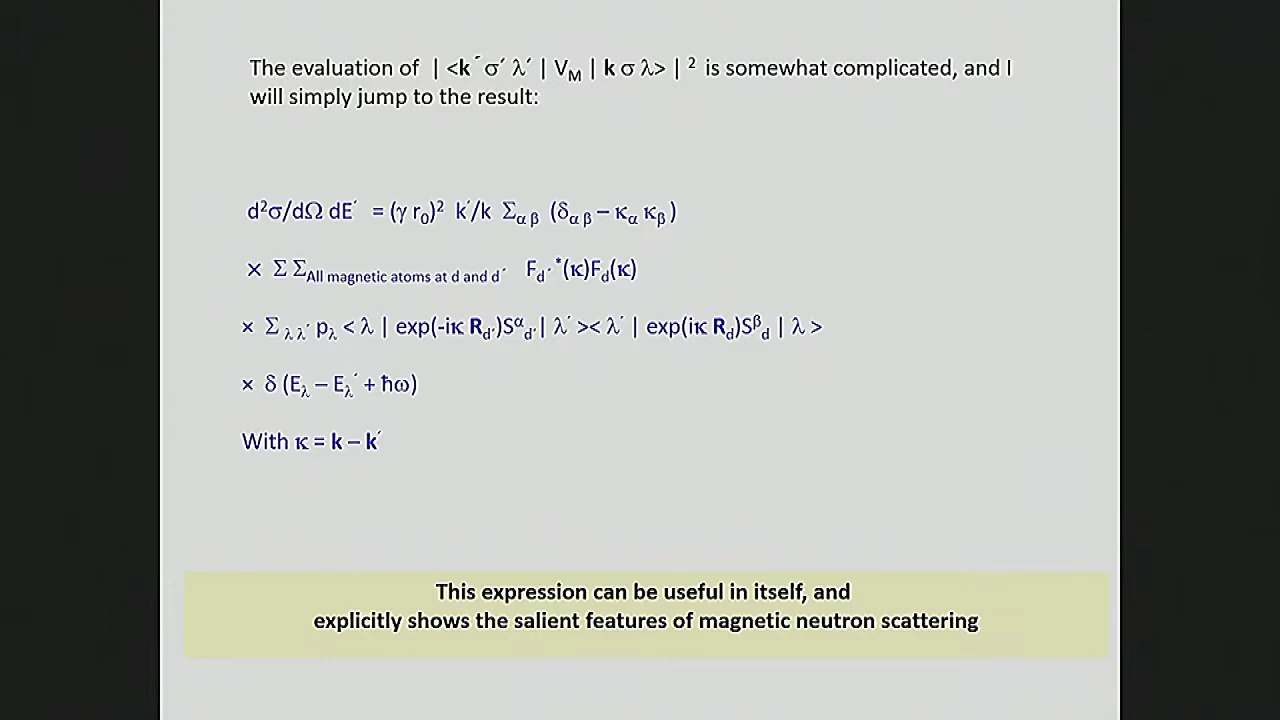 The evaluation of | <k´σ´ λ´ | V_M | k σ λ> | ² is somewhat complicated, and I
will simply jump to the result:
d²σ/dΩ dE´ = (γ r₀)² k´/k Σ_α β (δ_α β – κ_α κ_β)
× Σ Σ_All magnetic atoms at d and d´ F_d´*(κ)F_d(κ)
× Σ_λ λ´ p_λ < λ | exp(-iκ R_d´)S^α_d´ | λ´ >< λ´ | exp(iκ R_d)S^β_d | λ >
× δ (E_λ – E_λ´ + ħω)
With κ = k – k´
This expression can be useful in itself, and
explicitly shows the salient features of magnetic neutron scattering